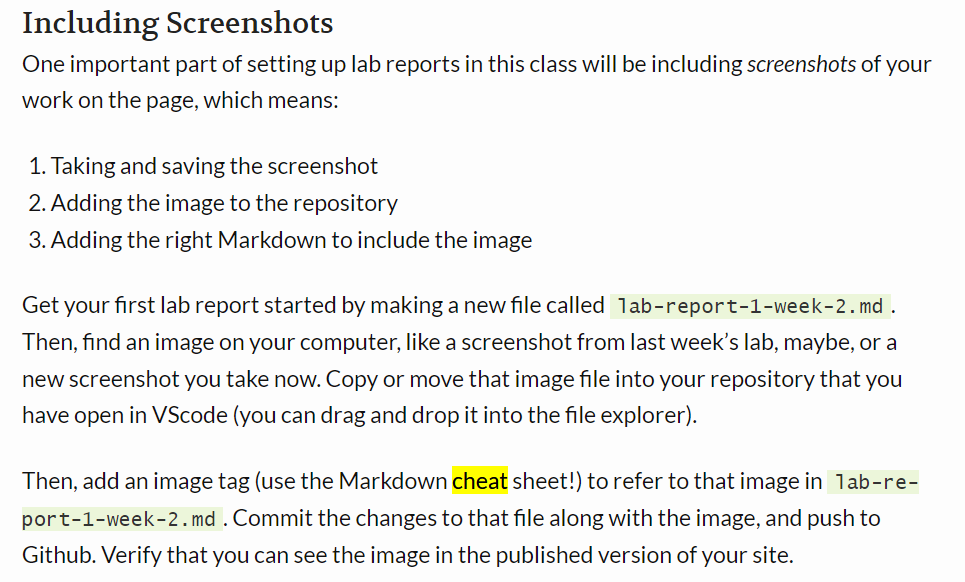 Including Screenshots
One important part of setting up lab reports in this class will be including screenshots of your
work on the page, which means:
1. Taking and saving the screenshot
2. Adding the image to the repository
3. Adding the right Markdown to include the image
Get your first lab report started by making a new file called lab-report-1-week-2.md .
Then, find an image on your computer, like a screenshot from last week’s lab, maybe, or a
new screenshot you take now. Copy or move that image file into your repository that you
have open in VScode (you can drag and drop it into the file explorer).
Then, add an image tag (use the Markdown cheat sheet!) to refer to that image in lab-re-
port-1-week-2.md . Commit the changes to that file along with the image, and push to
Github. Verify that you can see the image in the published version of your site.